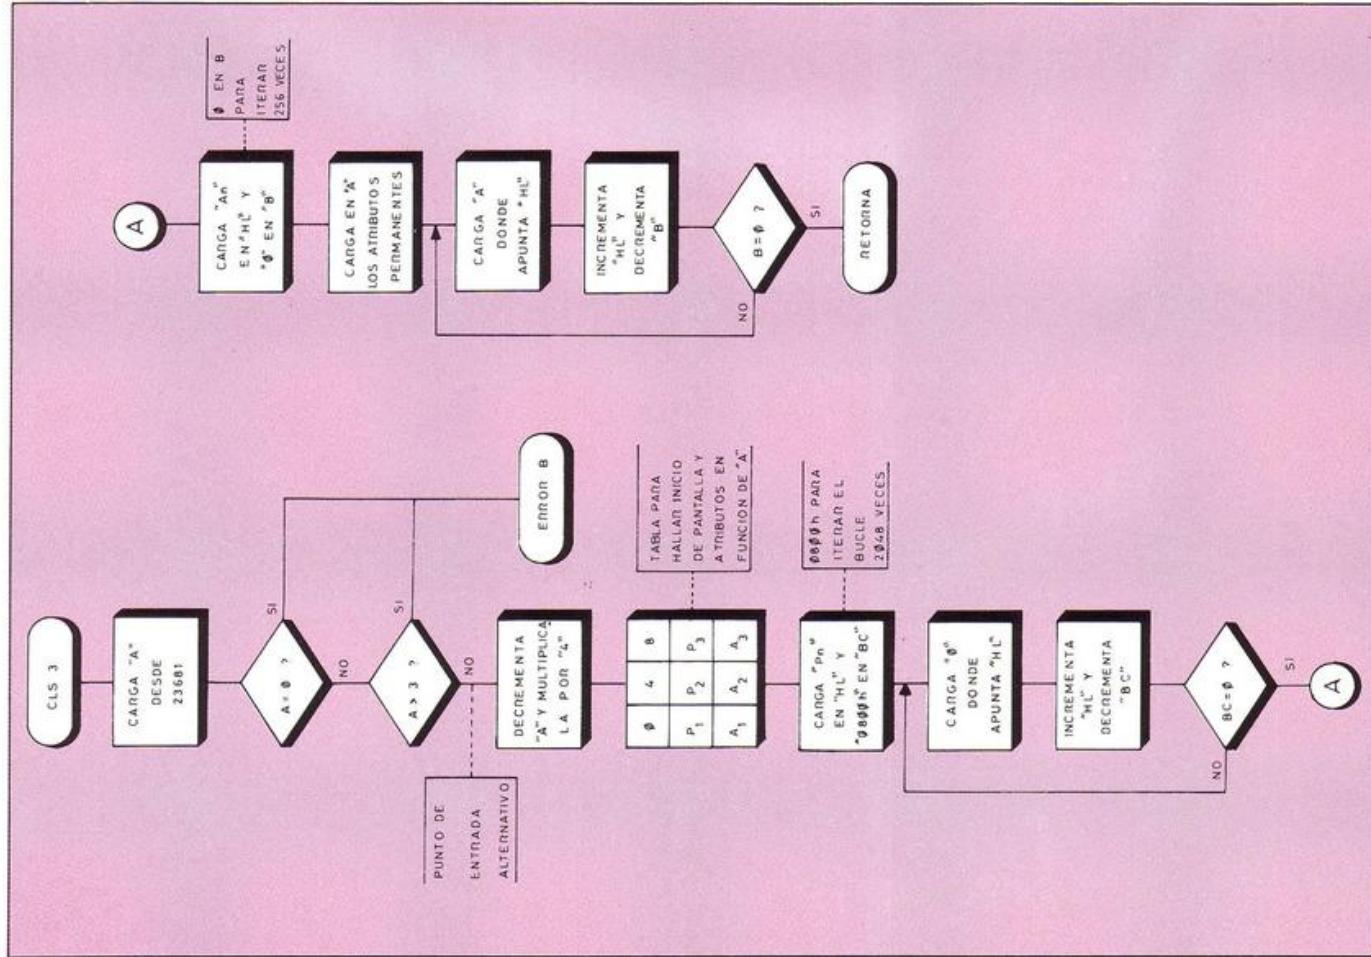 CLS 3
CARGA "A"
DESDE
23681
A = Ø ?
SI
NO
A > 3 ?
SI
NO
ERROR B
PUNTO DE
ENTRADA
ALTERNATIVO
DECREMENTA
"A" Y MULTIPLICA
LA POR "4"
Ø 4 8
P1 P2 P3
A1 A2 A3
TABLA PARA
HALLAR INICIO
DE PANTALLA Y
ATRIBUTOS EN
FUNCION DE "A"
CARGA "Pn"
EN "HL" Y
"Ø8ØØh" EN "BC"
Ø8ØØh PARA
ITERAR EL
BUCLE
2Ø48 VECES
CARGA "Ø"
DONDE
APUNTA "HL"
INCREMENTA
"HL" Y
DECREMENTA
"BC"
BC = Ø ?
NO
SI
A
A
CARGA "An"
EN "HL" Y
"Ø" EN "B"
Ø EN B
PARA
ITERAR
256 VECES
CARGA EN "A"
LOS ATRIBUTOS
PERMANENTES
CARGA "A"
DONDE
APUNTA "HL"
INCREMENTA
"HL" Y
DECREMENTA
"B"
B = Ø ?
NO
SI
RETORNA